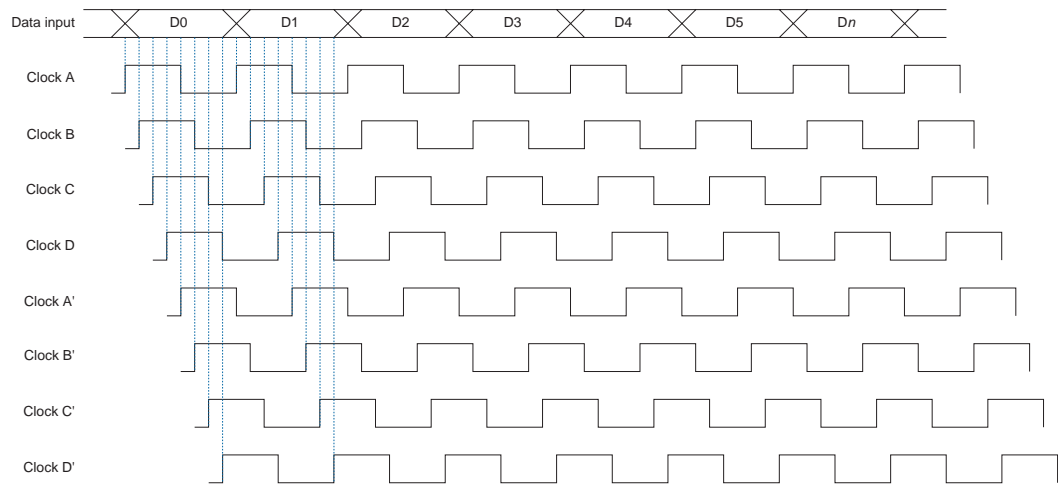 Data input D0 D1 D2 D3 D4 D5 Dn
Clock A
Clock B
Clock C
Clock D
Clock A'
Clock B'
Clock C'
Clock D'